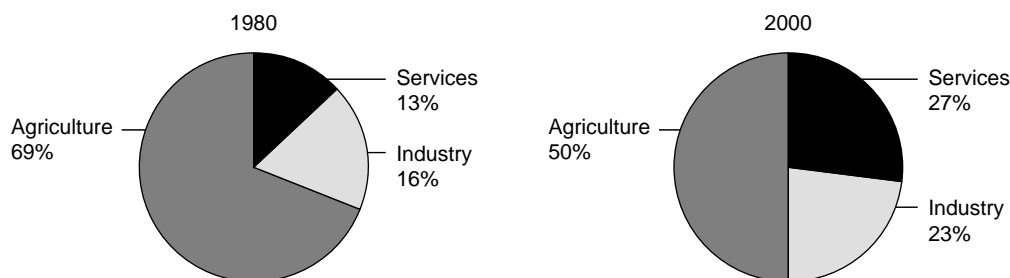 1980
Services
13%
Agriculture
69%
Industry
16%
2000
Services
27%
Agriculture
50%
Industry
23%